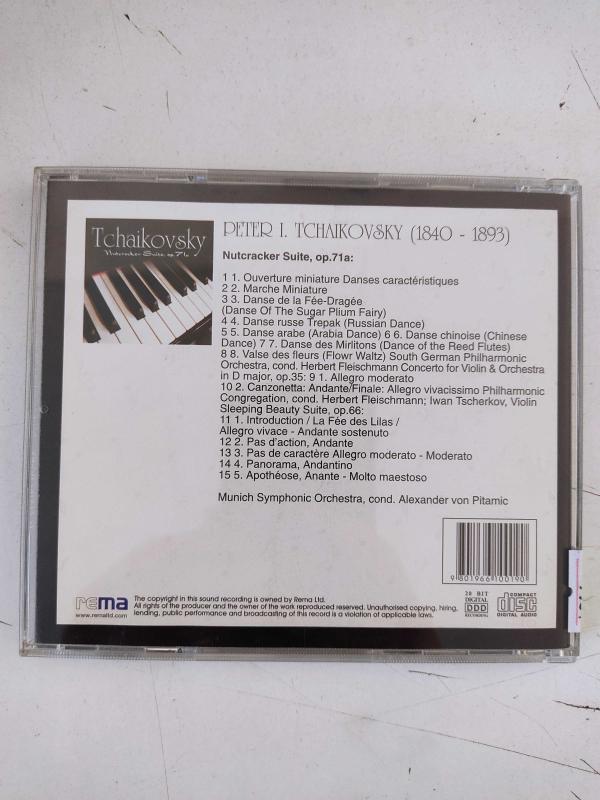 Tchaikovsky
Nutcracker Suite, op.71a
PETER I. TCHAIKOVSKY (1840 - 1893)
Nutcracker Suite, op.71a:
1 1. Ouverture miniature Danses caractéristiques
2 2. Marche Miniature
3 3. Danse de la Fée-Dragée
(Danse Of The Sugar Plium Fairy)
4 4. Danse russe Trepak (Russian Dance)
5 5. Danse arabe (Arabia Dance) 6 6. Danse chinoise (Chinese
Dance) 7 7. Danse des Mirlitons (Dance of the Reed Flutes)
8 8. Valse des fleurs (Flowr Waltz) South German Philharmonic
Orchestra, cond. Herbert Fleischmann Concerto for Violin & Orchestra
in D major, op.35: 9 1. Allegro moderato
10 2. Canzonetta: Andante/Finale: Allegro vivacissimo Philharmonic
Congregation, cond. Herbert Fleischmann; Iwan Tscherkov, Violin
Sleeping Beauty Suite, op.66:
11 1. Introduction / La Fée des Lilas /
Allegro vivace - Andante sostenuto
12 2. Pas d'action, Andante
13 3. Pas de caractère Allegro moderato - Moderato
14 4. Panorama, Andantino
15 5. Apothéose, Anante - Molto maestoso
Munich Symphonic Orchestra, cond. Alexander von Pitamic
9 801966 100190
rema
www.remaltd.com
The copyright in this sound recording is owned by Rema Ltd.
All rights of the producer and the owner of the work reproduced reserved. Unauthorised copying, hiring,
lending, public performance and broadcasting of this record is a violation of applicable laws.
20 BIT
DIGITAL
DDD
RECORDING
COMPACT
disc
DIGITAL AUDIO